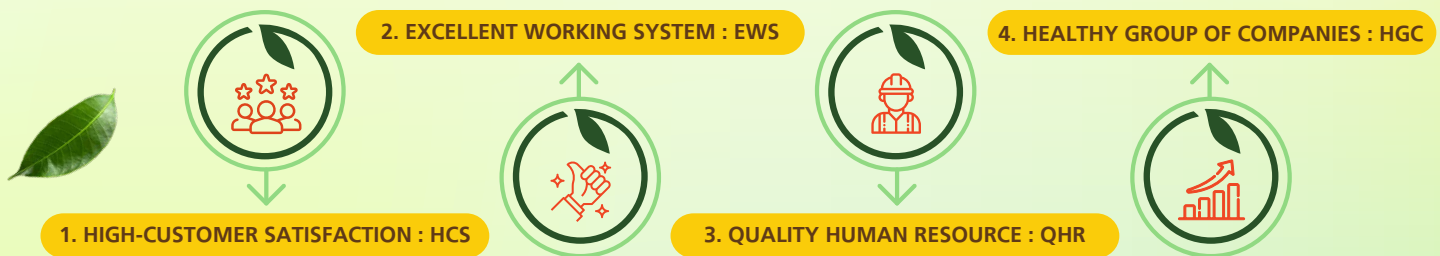 1. HIGH-CUSTOMER SATISFACTION : HCS
2. EXCELLENT WORKING SYSTEM : EWS
3. QUALITY HUMAN RESOURCE : QHR
4. HEALTHY GROUP OF COMPANIES : HGC